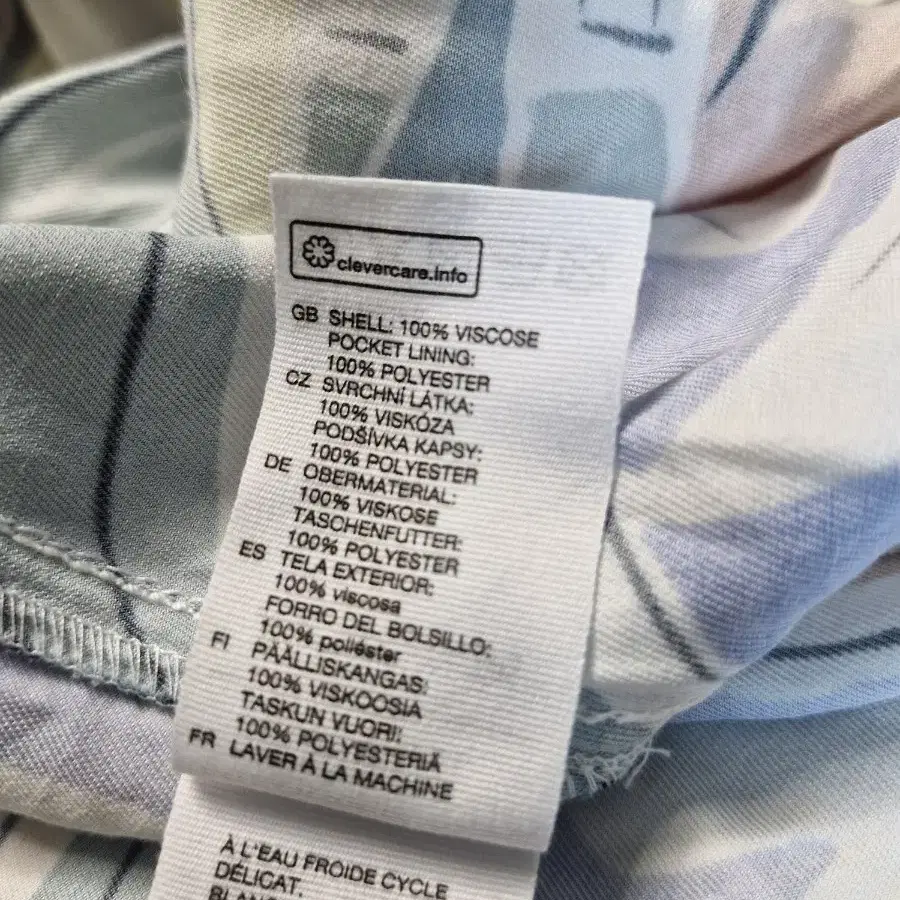 clevercare.info
GB SHELL: 100% VISCOSE
POCKET LINING:
100% POLYESTER
CZ SVRCHNÍ LÁTKA:
100% VISKÓZA
PODŠÍVKA KAPSY:
100% POLYESTER
DE OBERMATERIAL:
100% VISKOSE
TASCHENFUTTER:
100% POLYESTER
ES TELA EXTERIOR:
100% viscosa
FORRO DEL BOLSILLO:
100% poliéster
FI PÄÄLLISKANGAS:
100% VISKOOSIA
TASKUN VUORI:
100% POLYESTERIÄ
FR LAVER À LA MACHINE
À L'EAU FROIDE CYCLE
DÉLICAT,